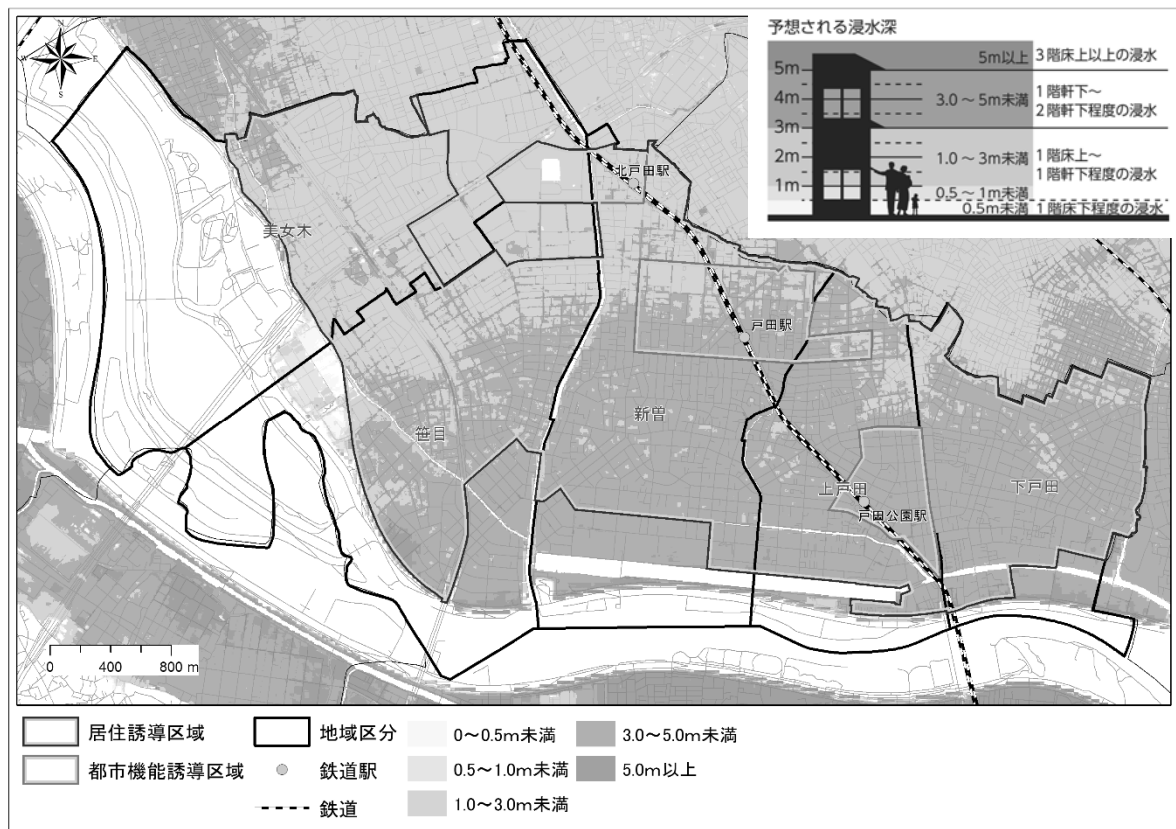 予想される浸水深
5m
4m
3m
2m
1m
5m以上
3.0～5m未満
1.0～3m未満
0.5～1m未満
0.5m未満
3階床上以上の浸水
1階軒下～
2階軒下程度の浸水
1階床上～
1階軒下程度の浸水
1階床下程度の浸水
N
W
E
S
北戸田駅
美女木
戸田駅
新曽
笹目
上戸田
下戸田
戸田公園駅
0 400 800 m
居住誘導区域
都市機能誘導区域
地域区分
鉄道駅
鉄道
0～0.5m未満
0.5～1.0m未満
1.0～3.0m未満
3.0～5.0m未満
5.0m以上